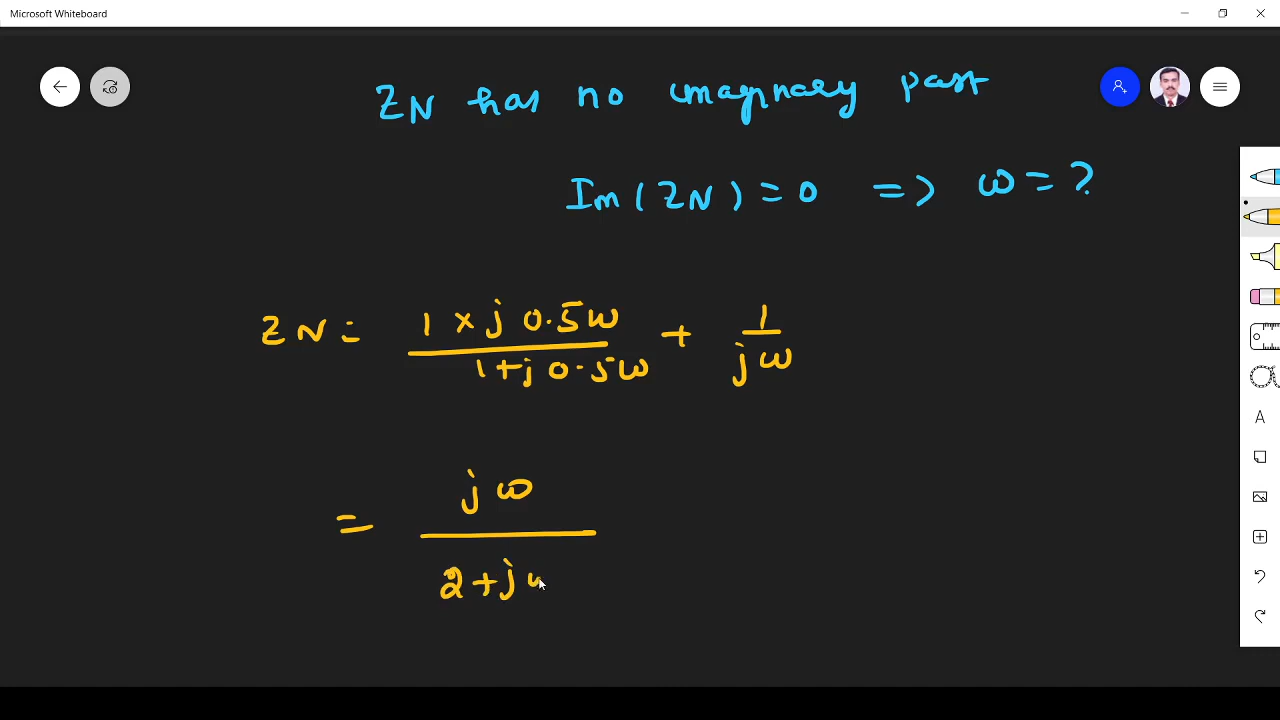 Microsoft Whiteboard
ZN has no imaginary part
Im(ZN) = 0 => ω = ?
ZN = (1 × j 0.5ω)/(1+j 0.5ω) + 1/(jω)
= (jω)/(2+jω
A